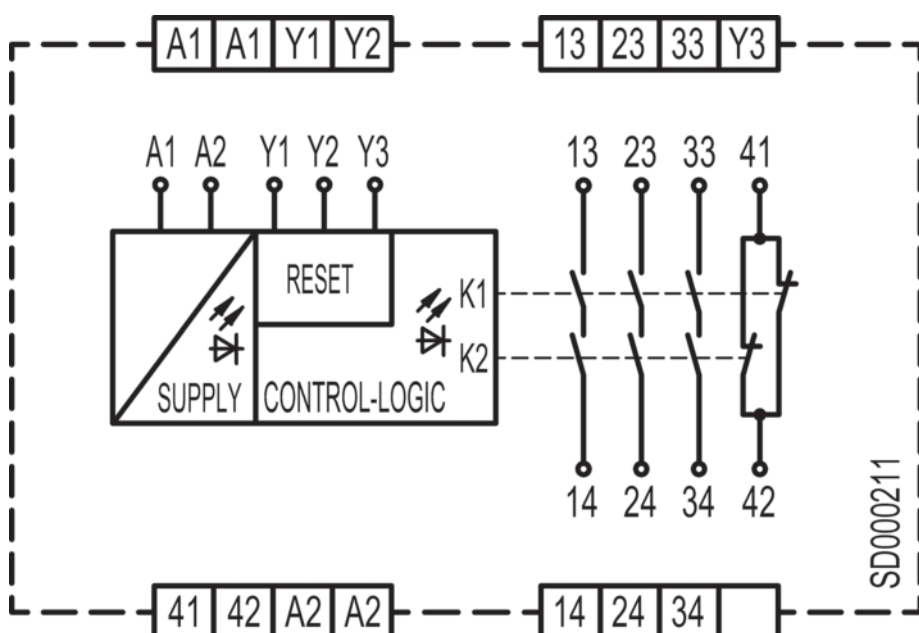 A1 A1 Y1 Y2 13 23 33 Y3
A1 A2 Y1 Y2 Y3 13 23 33 41
RESET
K1
K2
SUPPLY CONTROL-LOGIC
14 24 34 42
SD000211
41 42 A2 A2 14 24 34